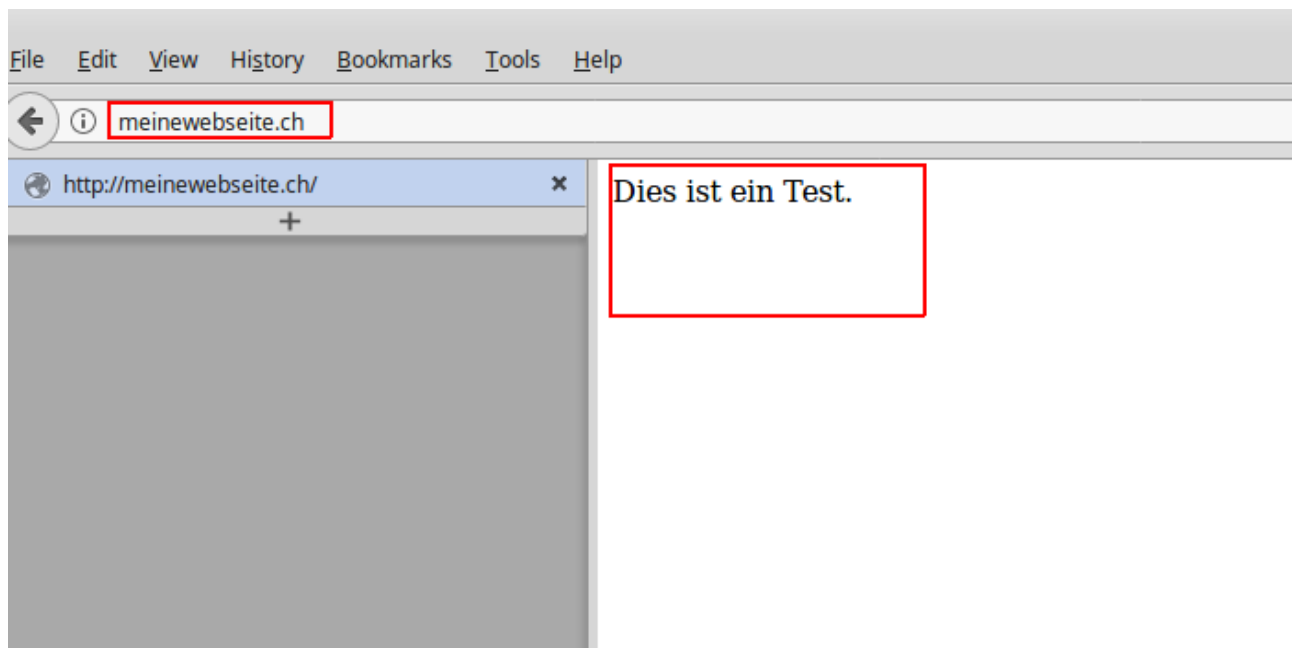 File Edit View History Bookmarks Tools Help
meinewebseite.ch
http://meinewebseite.ch/
Dies ist ein Test.